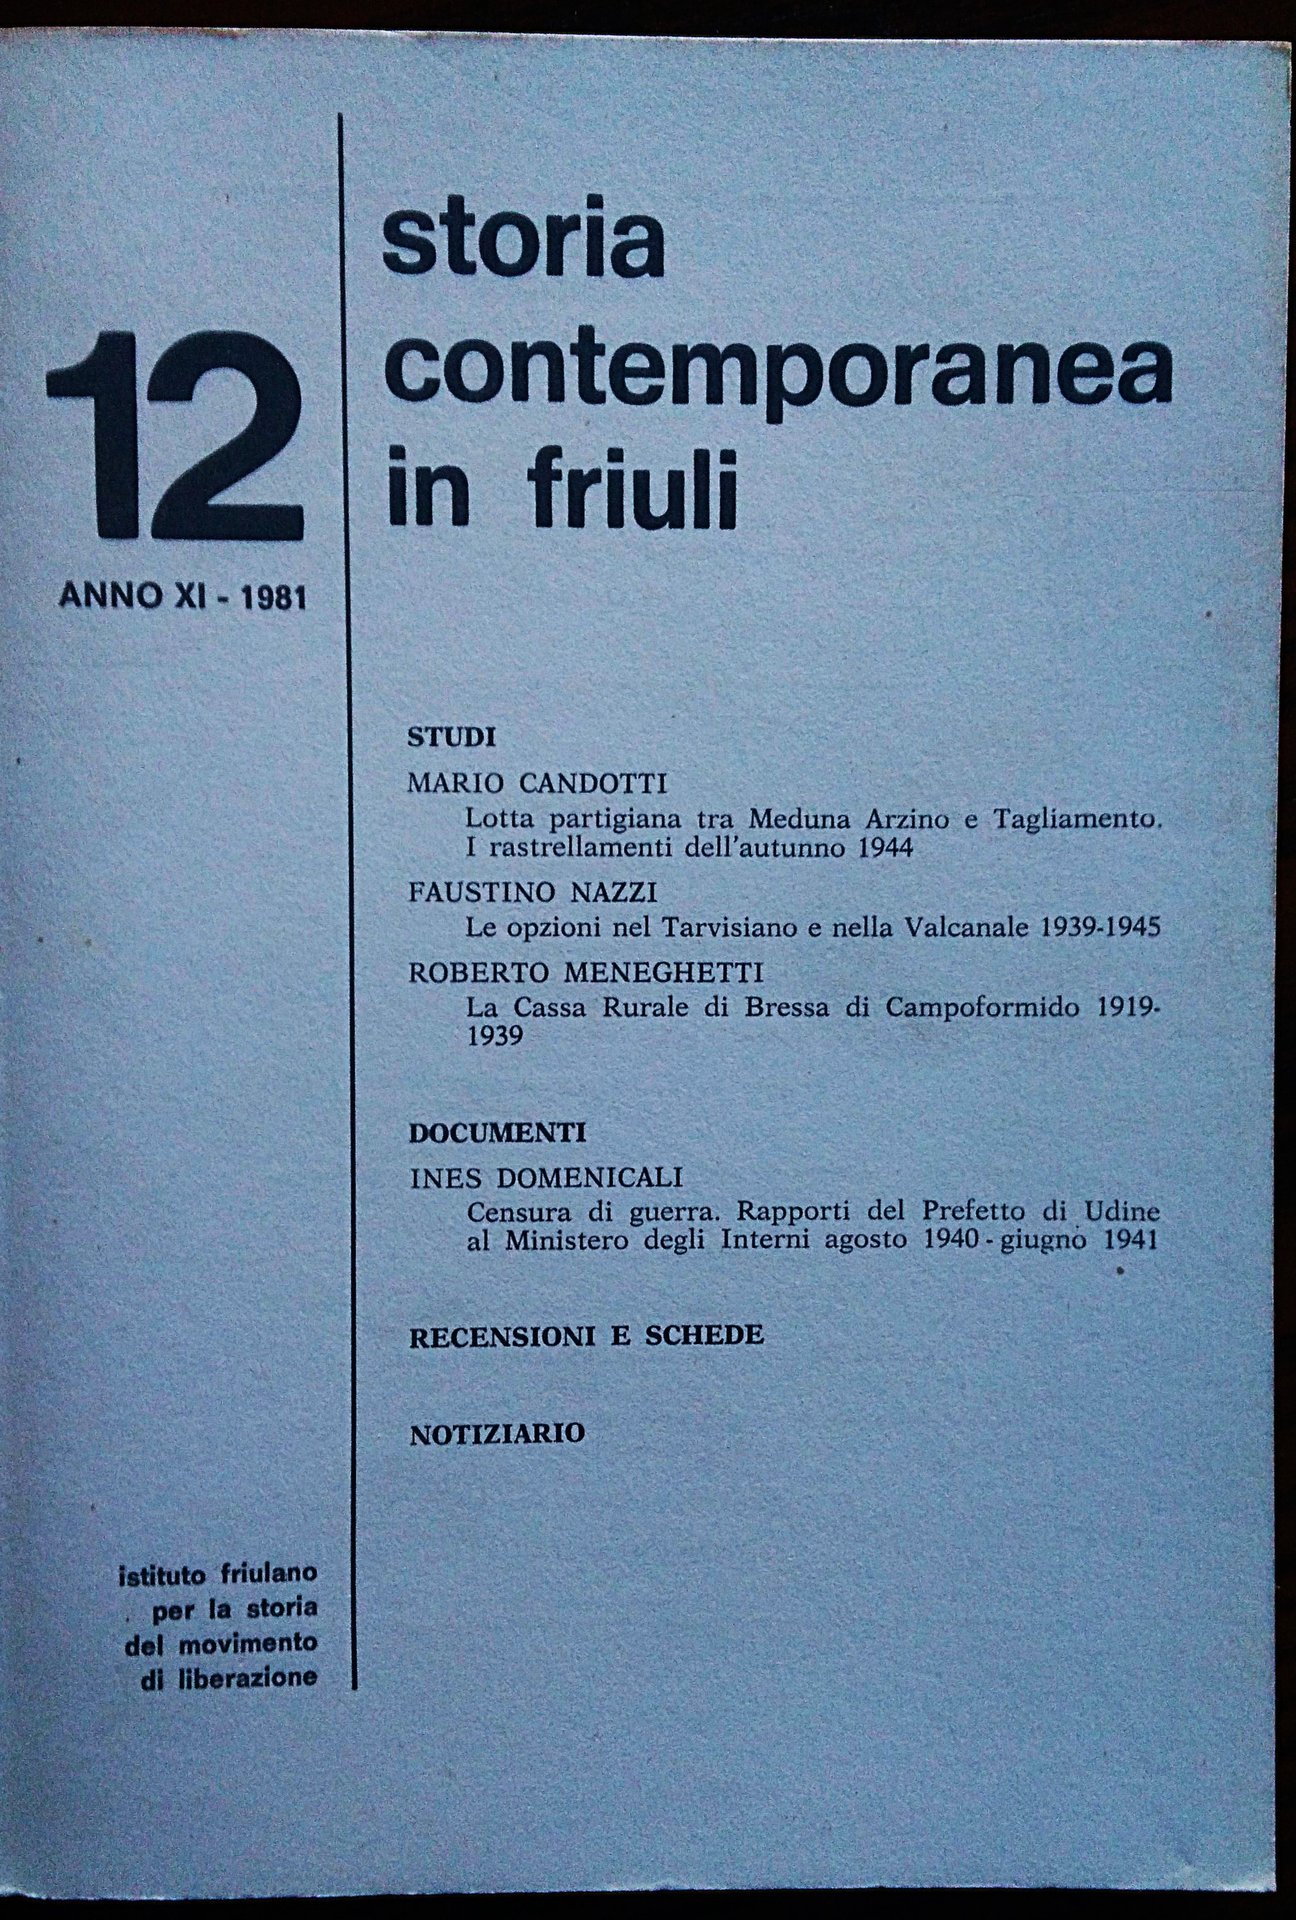 storia
contemporanea
in friuli
12
ANNO XI - 1981
STUDI
MARIO CANDOTTI
Lotta partigiana tra Meduna Arzino e Tagliamento.
I rastrellamenti dell'autunno 1944
FAUSTINO NAZZI
Le opzioni nel Tarvisiano e nella Valcanale 1939-1945
ROBERTO MENEGHETTI
La Cassa Rurale di Bressa di Campoformido 1919-
1939
DOCUMENTI
INES DOMENICALI
Censura di guerra. Rapporti del Prefetto di Udine
al Ministero degli Interni agosto 1940 - giugno 1941
RECENSIONI E SCHEDE
NOTIZIARIO
istituto friulano
per la storia
del movimento
di liberazione